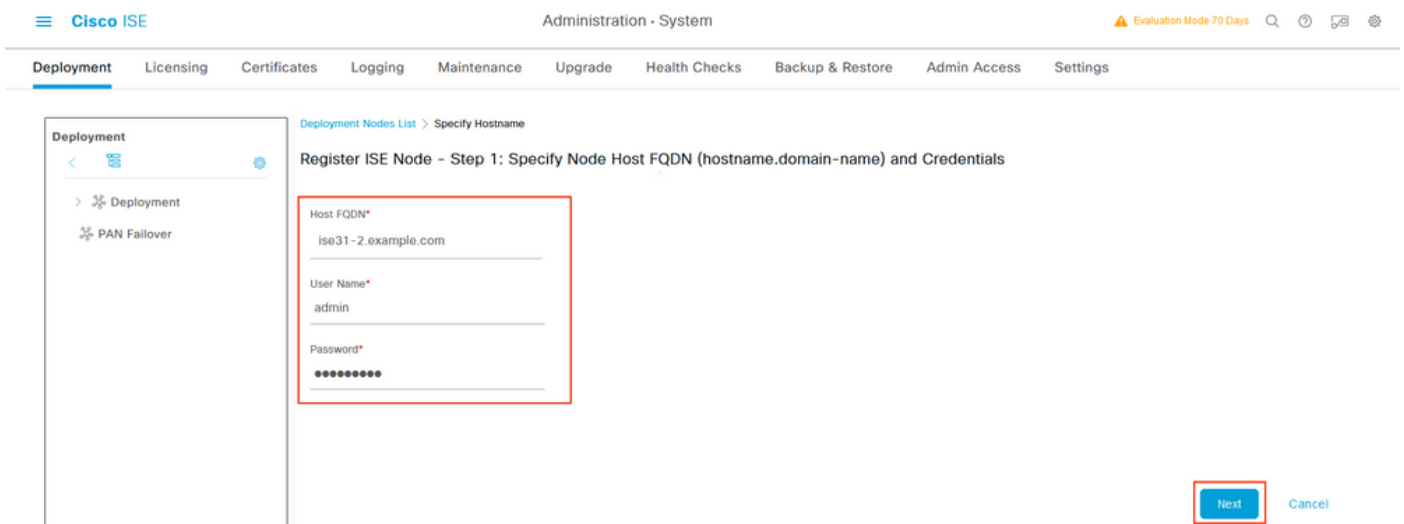 Cisco ISE
Administration · System
Evaluation Mode 70 Days
Deployment Licensing Certificates Logging Maintenance Upgrade Health Checks Backup & Restore Admin Access Settings
Deployment
Deployment
PAN Failover
Deployment Nodes List > Specify Hostname
Register ISE Node - Step 1: Specify Node Host FQDN (hostname.domain-name) and Credentials
Host FQDN*
ise31-2.example.com
User Name*
admin
Password*
•••••••••
Next Cancel